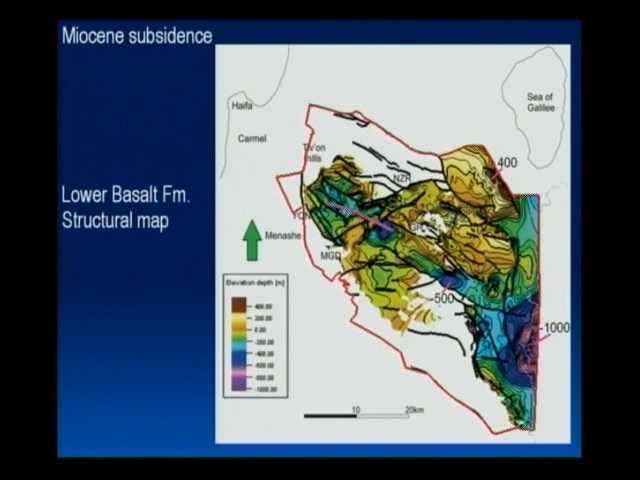 Miocene subsidence
Sea of
Galilee
Haifa
Carmel
Tiv'on
hills
400
NZR
Lower Basalt Fm.
Structural map
YQN
Menashe
MGD
Elevation depth [m]
400.00
200.00
0.00
-200.00
-400.00
-600.00
-800.00
-1000.00
-500
-1000
10
20km